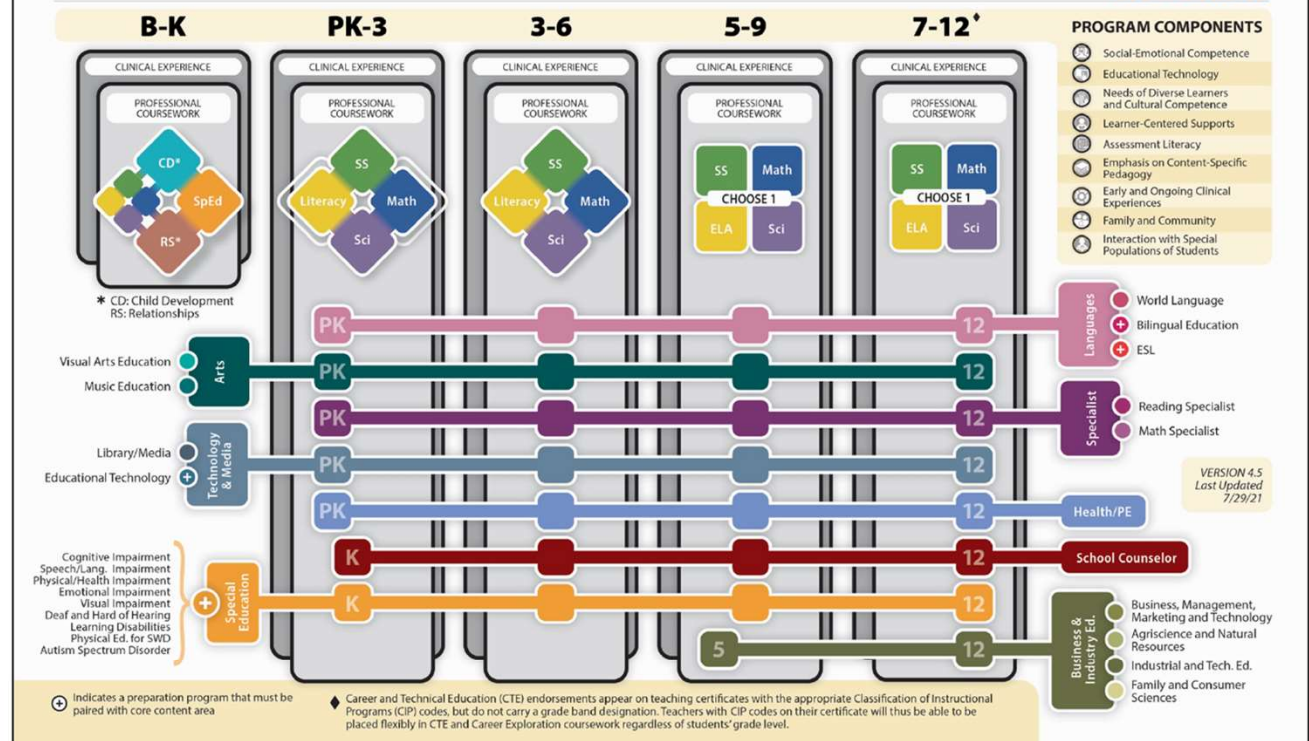 B-K
PK-3
3-6
5-9
7-12♦
CLINICAL EXPERIENCE
CLINICAL EXPERIENCE
CLINICAL EXPERIENCE
CLINICAL EXPERIENCE
CLINICAL EXPERIENCE
PROFESSIONAL
COURSEWORK
PROFESSIONAL
COURSEWORK
PROFESSIONAL
COURSEWORK
PROFESSIONAL
COURSEWORK
PROFESSIONAL
COURSEWORK
CD*
SpEd
RS*
SS
Literacy
Math
Sci
SS
Literacy
Math
Sci
SS
Math
CHOOSE 1
ELA
Sci
SS
Math
CHOOSE 1
ELA
Sci
PROGRAM COMPONENTS
Social-Emotional Competence
Educational Technology
Needs of Diverse Learners
and Cultural Competence
Learner-Centered Supports
Assessment Literacy
Emphasis on Content-Specific
Pedagogy
Early and Ongoing Clinical
Experiences
Family and Community
Interaction with Special
Populations of Students
* CD: Child Development
RS: Relationships
PK
12
Languages
World Language
Bilingual Education
ESL
Visual Arts Education
Music Education
Arts
PK
12
PK
12
Specialist
Reading Specialist
Math Specialist
Library/Media
Educational Technology
Technology
& Media
PK
12
VERSION 4.5
Last Updated
7/29/21
PK
12
Health/PE
K
12
School Counselor
Cognitive Impairment
Speech/Lang. Impairment
Physical/Health Impairment
Emotional Impairment
Visual Impairment
Deaf and Hard of Hearing
Learning Disabilities
Physical Ed. for SWD
Autism Spectrum Disorder
Special
Education
K
12
5
12
Business &
Industry Ed.
Business, Management,
Marketing and Technology
Agriscience and Natural
Resources
Industrial and Tech. Ed.
Family and Consumer
Sciences
Indicates a preparation program that must be
paired with core content area
♦ Career and Technical Education (CTE) endorsements appear on teaching certificates with the appropriate Classification of Instructional
Programs (CIP) codes, but do not carry a grade band designation. Teachers with CIP codes on their certificate will thus be able to be
placed flexibly in CTE and Career Exploration coursework regardless of students' grade level.